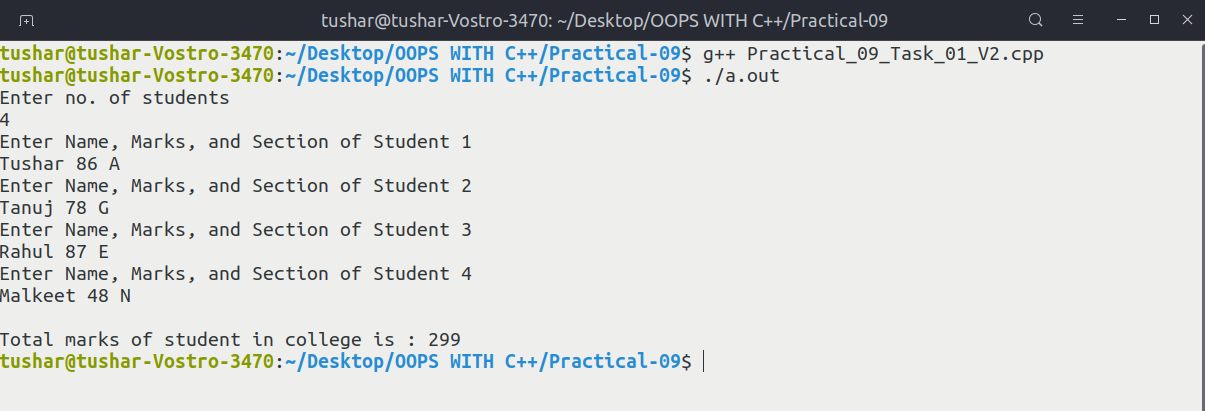 tushar@tushar-Vostro-3470: ~/Desktop/OOPS WITH C++/Practical-09
tushar@tushar-Vostro-3470:~/Desktop/OOPS WITH C++/Practical-09$ g++ Practical_09_Task_01_V2.cpp
tushar@tushar-Vostro-3470:~/Desktop/OOPS WITH C++/Practical-09$ ./a.out
Enter no. of students
4
Enter Name, Marks, and Section of Student 1
Tushar 86 A
Enter Name, Marks, and Section of Student 2
Tanuj 78 G
Enter Name, Marks, and Section of Student 3
Rahul 87 E
Enter Name, Marks, and Section of Student 4
Malkeet 48 N
Total marks of student in college is : 299
tushar@tushar-Vostro-3470:~/Desktop/OOPS WITH C++/Practical-09$